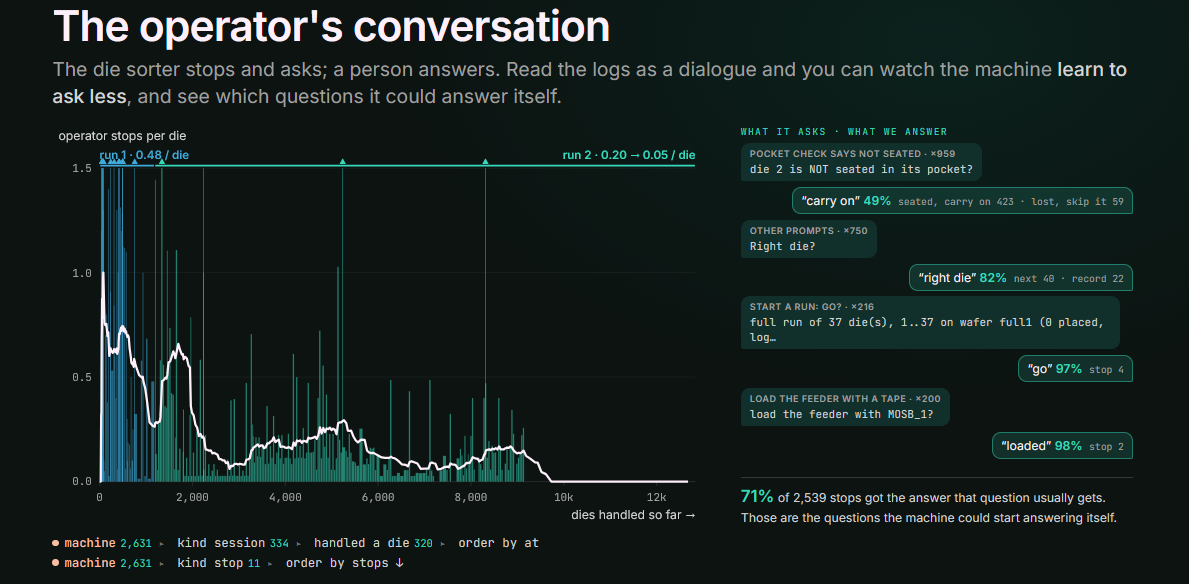 The operator's conversation
The die sorter stops and asks; a person answers. Read the logs as a dialogue and you can watch the machine learn to
ask less, and see which questions it could answer itself.
operator stops per die
run 1 · 0.48 / die
run 2 · 0.20 → 0.05 / die
1.5
1.0
0.5
0.0
0
2,000
4,000
6,000
8,000
10k
12k
dies handled so far →
WHAT IT ASKS · WHAT WE ANSWER
POCKET CHECK SAYS NOT SEATED · ×959
die 2 is NOT seated in its pocket?
“carry on” 49% seated, carry on 423 · lost, skip it 59
OTHER PROMPTS · ×750
Right die?
“right die” 82% next 40 · record 22
START A RUN: GO? · ×216
full run of 37 die(s), 1..37 on wafer full1 (0 placed,
log…
“go” 97% stop 4
LOAD THE FEEDER WITH A TAPE · ×200
load the feeder with MOSB_1?
“loaded” 98% stop 2
71% of 2,539 stops got the answer that question usually gets.
Those are the questions the machine could start answering itself.
machine 2,631 ▸ kind session 334 ▸ handled a die 320 ▸ order by at
machine 2,631 ▸ kind stop 11 ▸ order by stops ↓